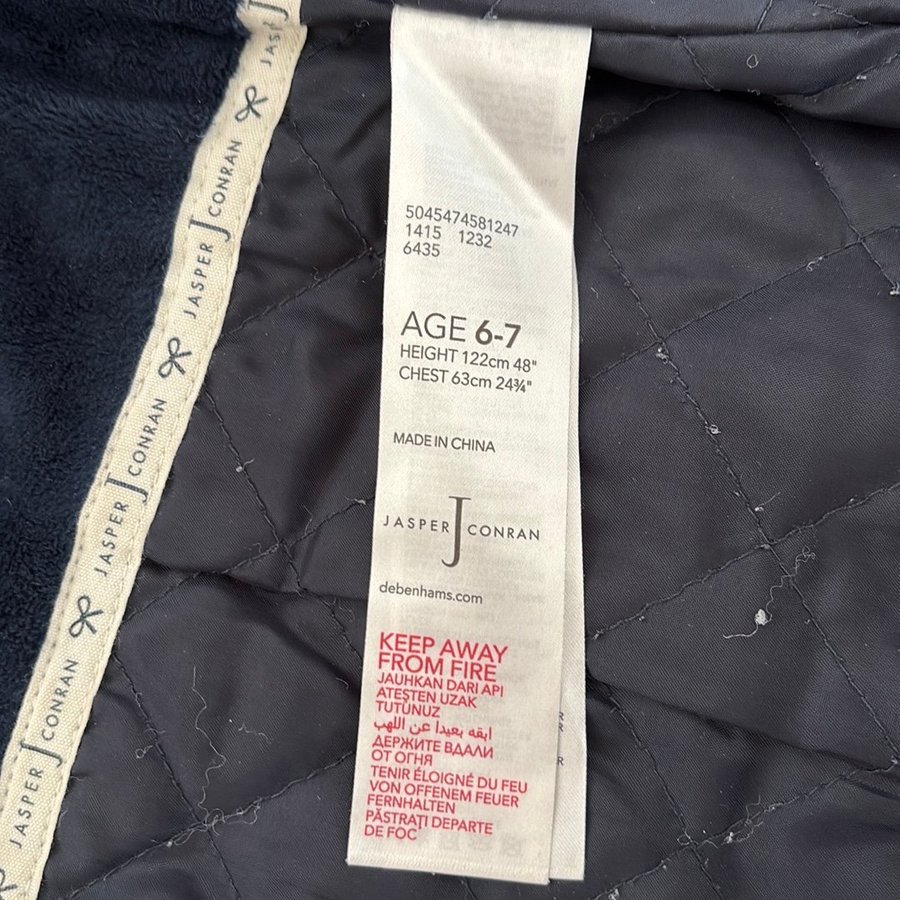 JAS
JASPER CONRAN
JASPER CONRAN
JASPER CONRAN
5045474581247
1415 1232
6435
AGE 6-7
HEIGHT 122cm 48"
CHEST 63cm 24¾"
MADE IN CHINA
JASPER CONRAN
debenhams.com
KEEP AWAY
FROM FIRE
JAUHKAN DARI API
ATEŞTEN UZAK
TUTUNUZ
ابقه بعيدا عن اللهب
ДЕРЖИТЕ ВДАЛИ
ОТ ОГНЯ
TENIR ÉLOIGNÉ DU FEU
VON OFFENEM FEUER
FERNHALTEN
PĂSTRAȚI DEPARTE
DE FOC